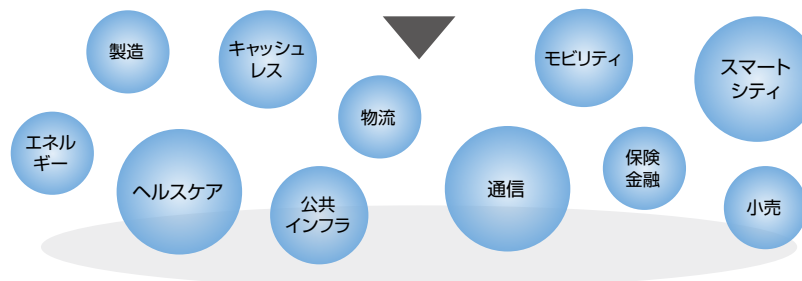 製造
キャッシュ
レス
モビリティ
スマート
シティ
物流
エネル
ギー
ヘルスケア
公共
インフラ
通信
保険
金融
小売